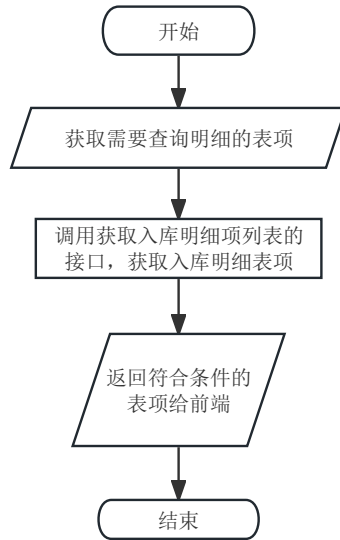 开始
获取需要查询明细的表项
调用获取入库明细项列表的
接口，获取入库明细表项
返回符合条件的
表项给前端
结束